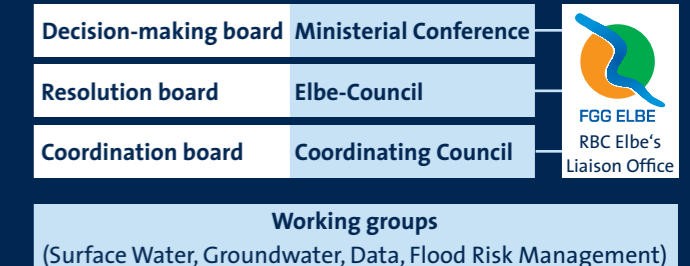 Decision-making board Ministerial Conference
Resolution board Elbe-Council
Coordination board Coordinating Council
FGG ELBE
RBC Elbe‘s
Liaison Office
Working groups
(Surface Water, Groundwater, Data, Flood Risk Management)